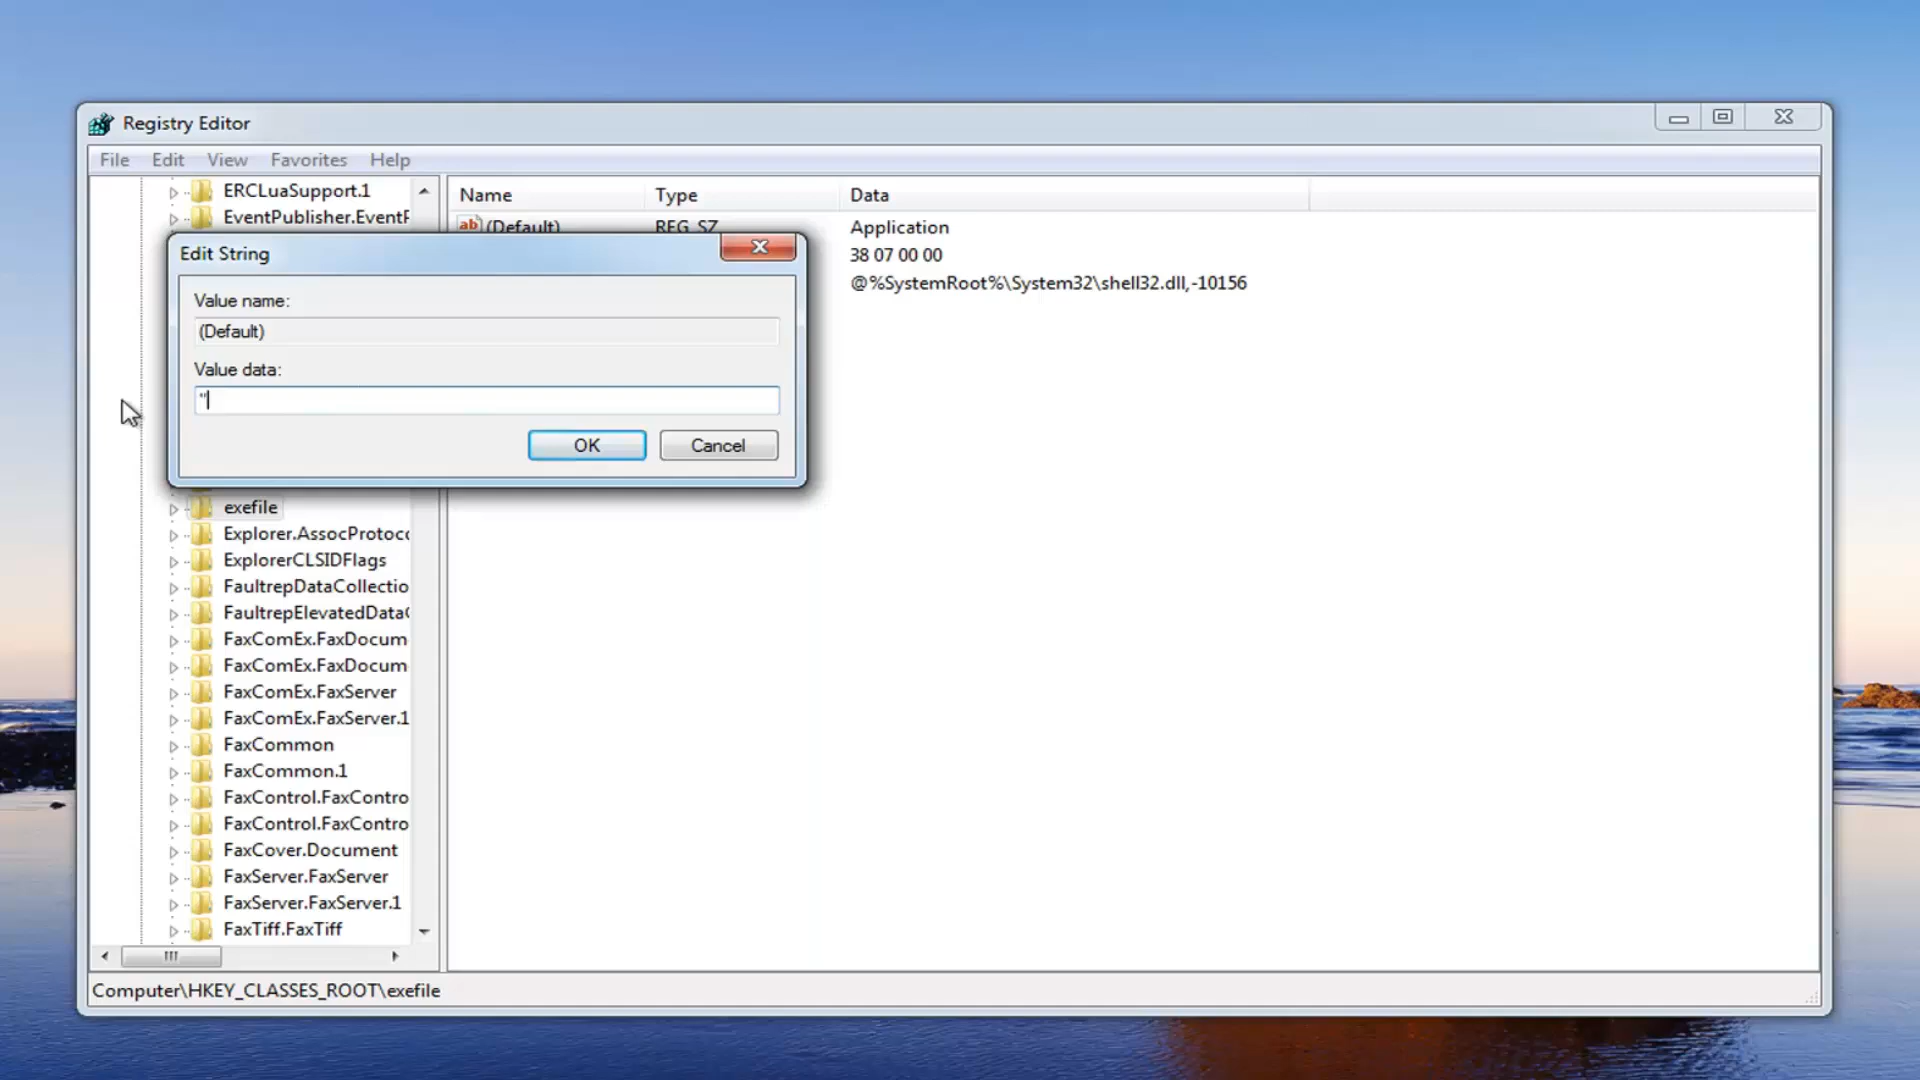 Registry Editor
File Edit View Favorites Help
ERCLuaSupport.1
EventPublisher.EventP
Name Type Data
(Default) REG_SZ Application
38 07 00 00
@%SystemRoot%\System32\shell32.dll,-10156
Edit String
Value name:
(Default)
Value data:
"
OK Cancel
exefile
Explorer.AssocProtoco
ExplorerCLSIDFlags
FaultrepDataCollectio
FaultrepElevatedData
FaxComEx.FaxDocum
FaxComEx.FaxDocum
FaxComEx.FaxServer
FaxComEx.FaxServer.1
FaxCommon
FaxCommon.1
FaxControl.FaxContro
FaxControl.FaxContro
FaxCover.Document
FaxServer.FaxServer
FaxServer.FaxServer.1
FaxTiff.FaxTiff
Computer\HKEY_CLASSES_ROOT\exefile